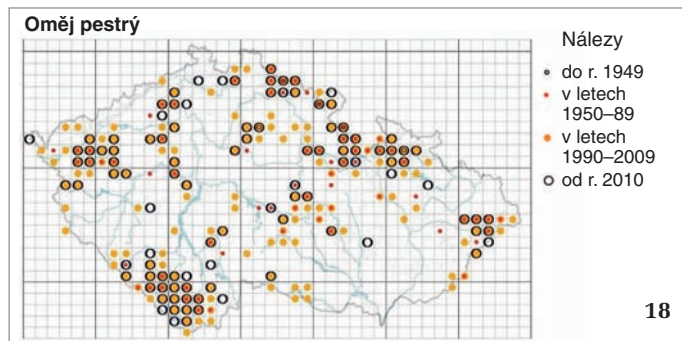 Oměj pestrý
Nálezy
do r. 1949
v letech
1950–89
v letech
1990–2009
od r. 2010
18